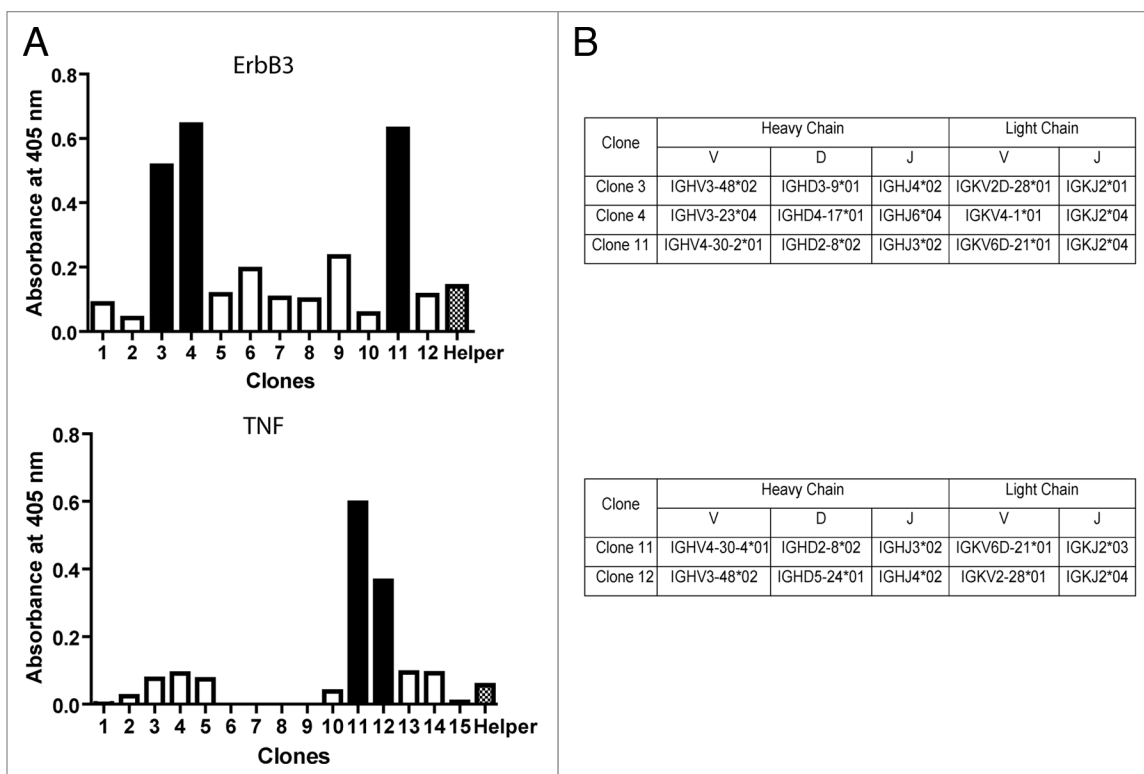 A
ErbB3
Absorbance at 405 nm
0.8
0.6
0.4
0.2
0.0
1 2 3 4 5 6 7 8 9 10 11 12 Helper
Clones
TNF
Absorbance at 405 nm
0.8
0.6
0.4
0.2
0.0
1 2 3 4 5 6 7 8 9 10 11 12 13 14 15 Helper
Clones
B
Clone Heavy Chain Light Chain
V D J V J
Clone 3 IGHV3-48*02 IGHD3-9*01 IGHJ4*02 IGKV2D-28*01 IGKJ2*01
Clone 4 IGHV3-23*04 IGHD4-17*01 IGHJ6*04 IGKV4-1*01 IGKJ2*04
Clone 11 IGHV4-30-2*01 IGHD2-8*02 IGHJ3*02 IGKV6D-21*01 IGKJ2*04
Clone Heavy Chain Light Chain
V D J V J
Clone 11 IGHV4-30-4*01 IGHD2-8*02 IGHJ3*02 IGKV6D-21*01 IGKJ2*03
Clone 12 IGHV3-48*02 IGHD5-24*01 IGHJ4*02 IGKV2-28*01 IGKJ2*04